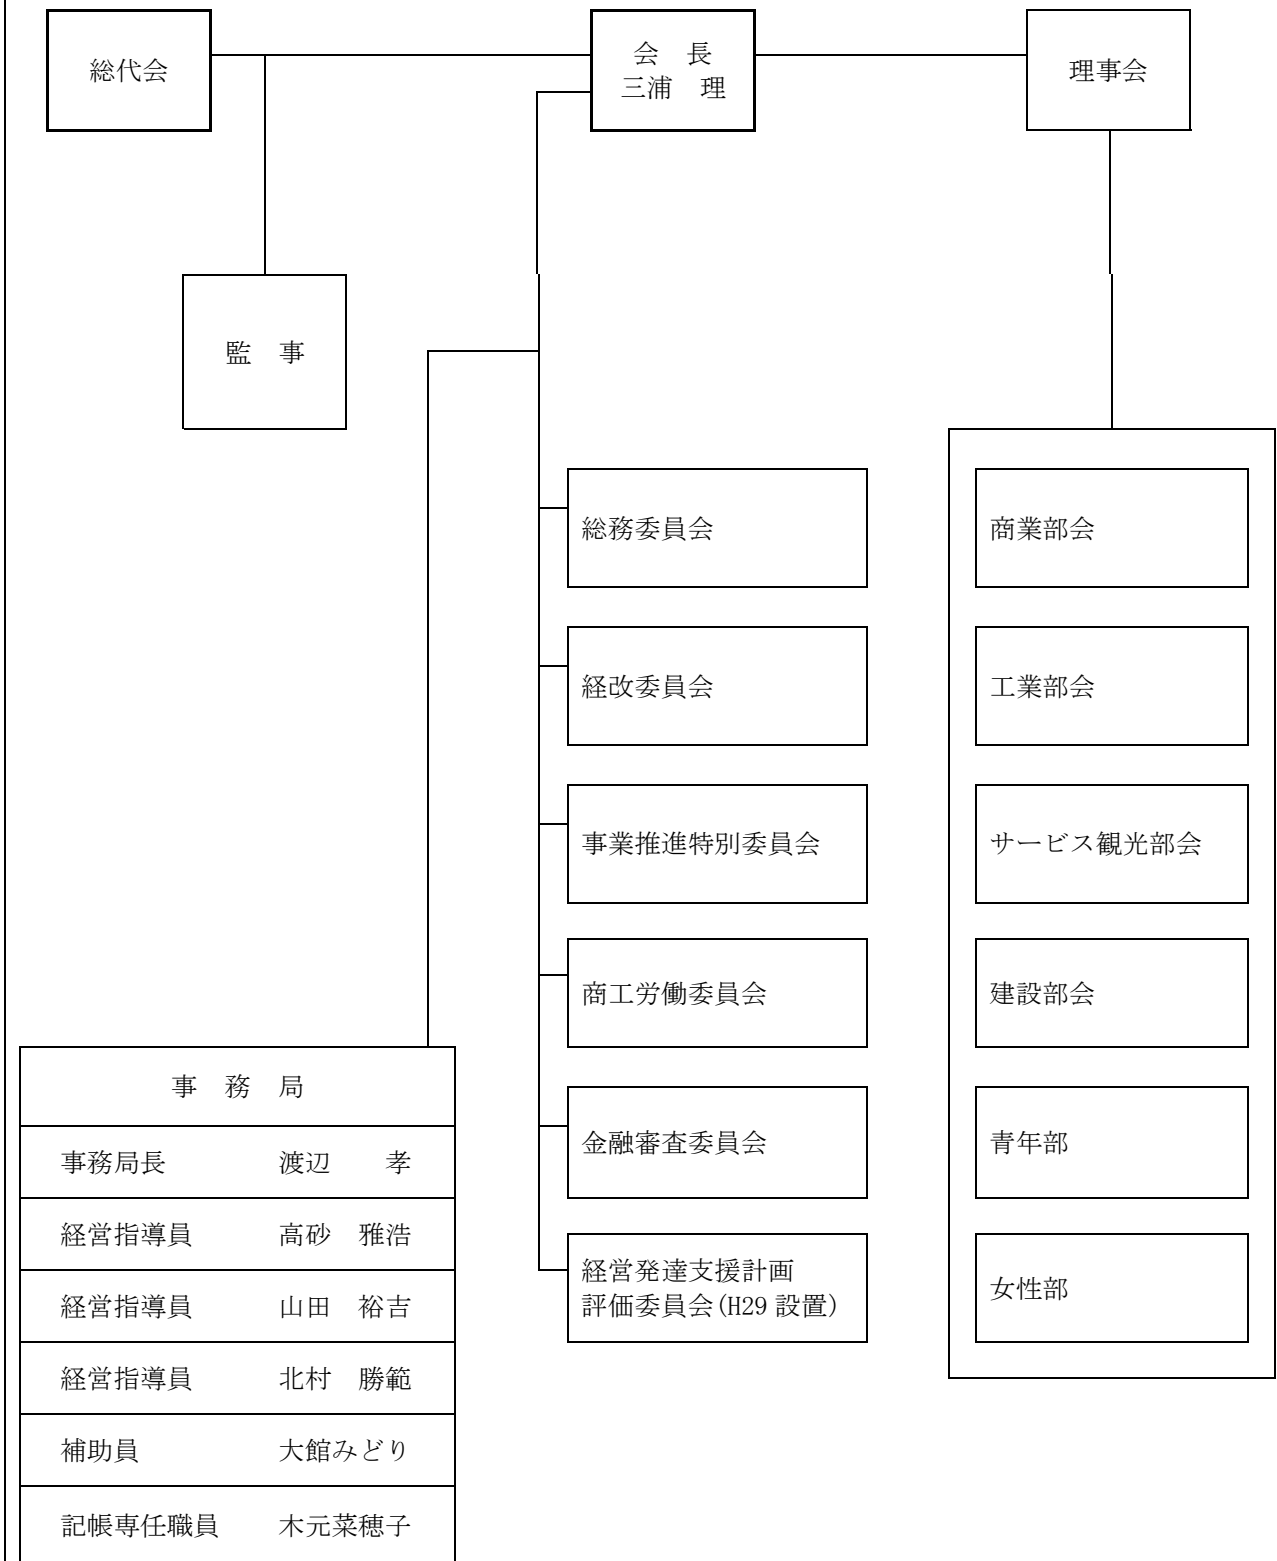 総代会
会　長
三浦　理
理事会
監　事
総務委員会
経改委員会
事業推進特別委員会
商工労働委員会
金融審査委員会
経営発達支援計画
評価委員会(H29設置)
商業部会
工業部会
サービス観光部会
建設部会
青年部
女性部
事　務　局
事務局長　渡辺　　孝
経営指導員　高砂　雅浩
経営指導員　山田　裕吉
経営指導員　北村　勝範
補助員　大館みどり
記帳専任職員　木元菜穂子